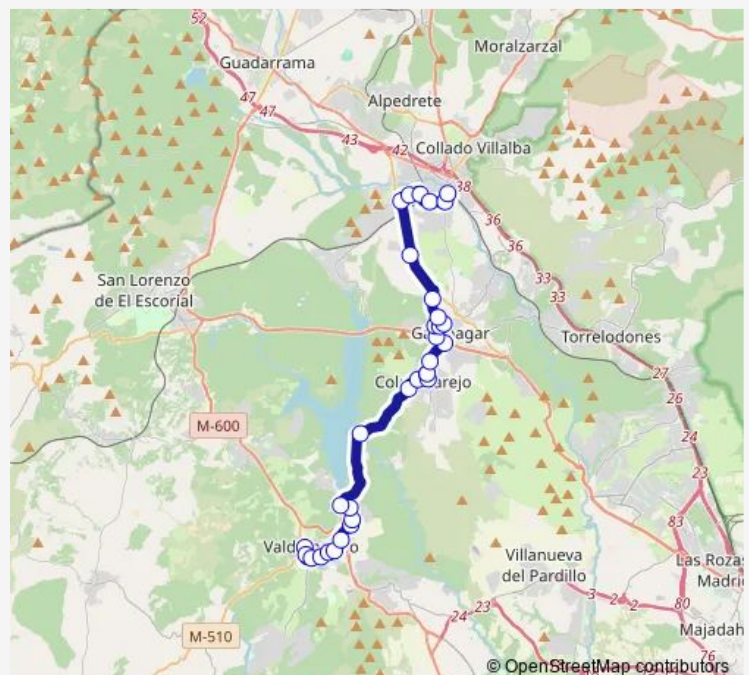 52
Guadarrama
Moralzarzal
47
47
Alpedrete
43
42
Collado Villalba
38
36
36
33
33
San Lorenzo
de El Escorial
Torrelodones
27
26
24
23
M-600
83
Villanueva
del Pardillo
Las Rozas
3
2
2
80
24
23
M-510
76
© OpenStreetMap contributors